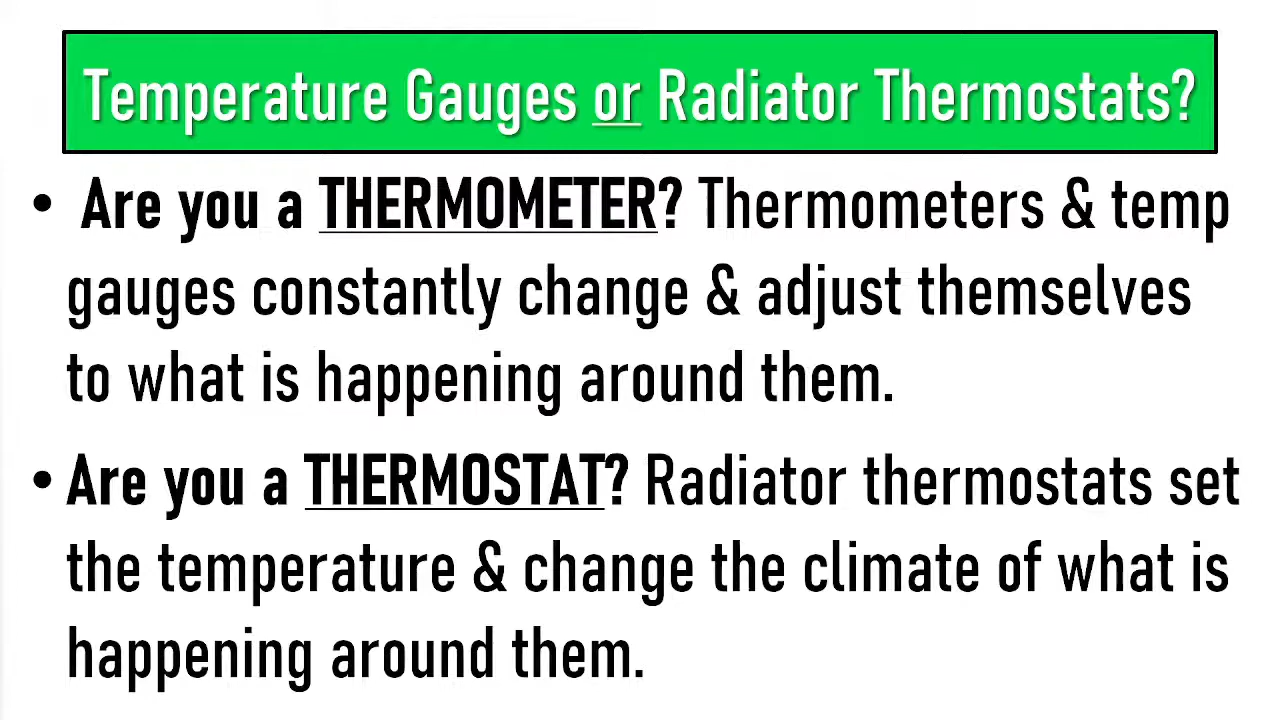 Temperature Gauges or Radiator Thermostats?
• Are you a THERMOMETER? Thermometers & temp
gauges constantly change & adjust themselves
to what is happening around them.
• Are you a THERMOSTAT? Radiator thermostats set
the temperature & change the climate of what is
happening around them.